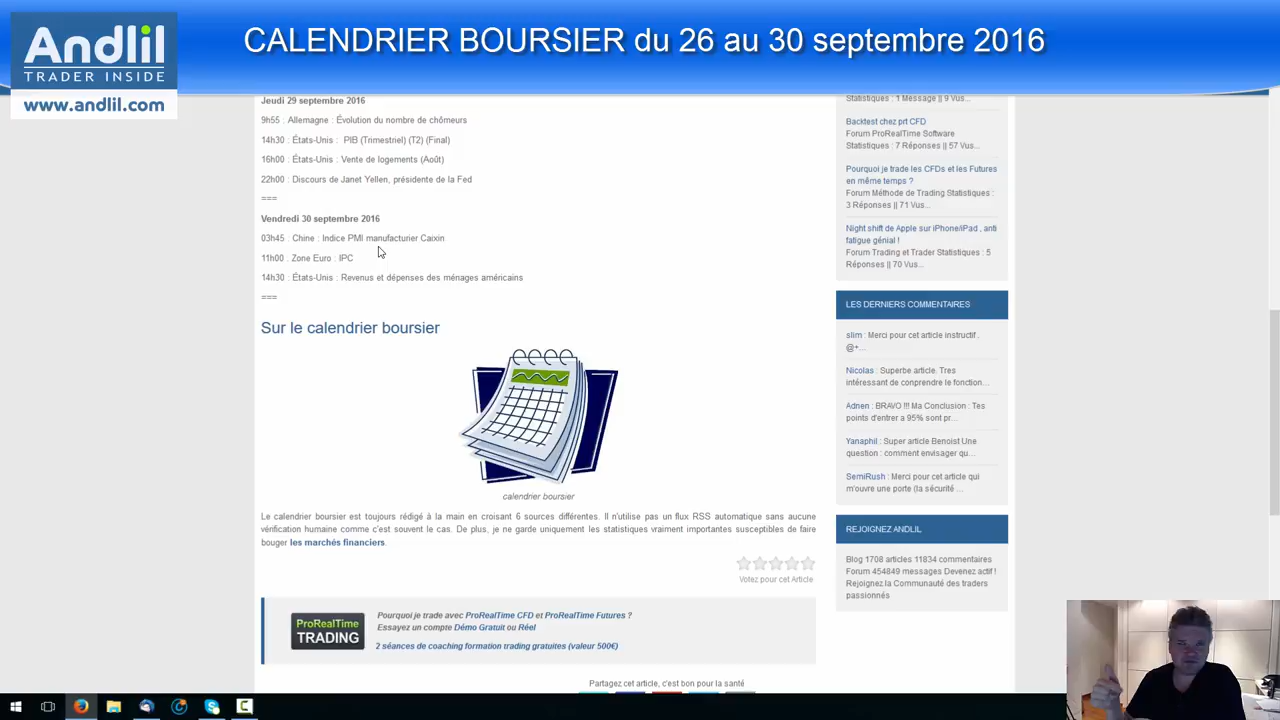 Andlil
TRADER INSIDE
www.andlil.com
CALENDRIER BOURSIER du 26 au 30 septembre 2016
Jeudi 29 septembre 2016
9h55 : Allemagne : Évolution du nombre de chômeurs
14h30 : États-Unis : PIB (Trimestriel) (T2) (Final)
16h00 : États-Unis : Vente de logements (Août)
22h00 : Discours de Janet Yellen, présidente de la Fed
===
Vendredi 30 septembre 2016
03h45 : Chine : Indice PMI manufacturier Caixin
11h00 : Zone Euro : IPC
14h30 : États-Unis : Revenus et dépenses des ménages américains
===
Sur le calendrier boursier
calendrier boursier
Le calendrier boursier est toujours rédigé à la main en croisant 6 sources différentes. Il n'utilise pas un flux RSS automatique sans aucune
vérification humaine comme c'est souvent le cas. De plus, je ne garde uniquement les statistiques vraiment importantes susceptibles de faire
bouger les marchés financiers.
Votez pour cet Article
ProRealTime
TRADING
Pourquoi je trade avec ProRealTime CFD et ProRealTime Futures ?
Essayez un compte Démo Gratuit ou Réel
2 séances de coaching formation trading gratuites (valeur 500€)
Partagez cet article, c'est bon pour la santé
Statistiques : 1 Message || 9 Vus...
Backtest chez prt CFD
Forum ProRealTime Software
Statistiques : 7 Réponses || 57 Vus...
Pourquoi je trade les CFDs et les Futures
en même temps ?
Forum Méthode de Trading Statistiques :
3 Réponses || 71 Vus...
Night shift de Apple sur iPhone/iPad , anti
fatigue génial !
Forum Trading et Trader Statistiques : 5
Réponses || 70 Vus...
LES DERNIERS COMMENTAIRES
slim : Merci pour cet article instructif .
@+...
Nicolas : Superbe article. Tres
intéressant de conprendre le fonction...
Adnen : BRAVO !!! Ma Conclusion : Tes
points d'entrer a 95% sont pr...
Yanaphil : Super article Benoist Une
question : comment envisager qu...
SemiRush : Merci pour cet article qui
m'ouvre une porte (la sécurité ...
REJOIGNEZ ANDLIL
Blog 1708 articles 11834 commentaires
Forum 454849 messages Devenez actif !
Rejoignez la Communauté des traders
passionnés